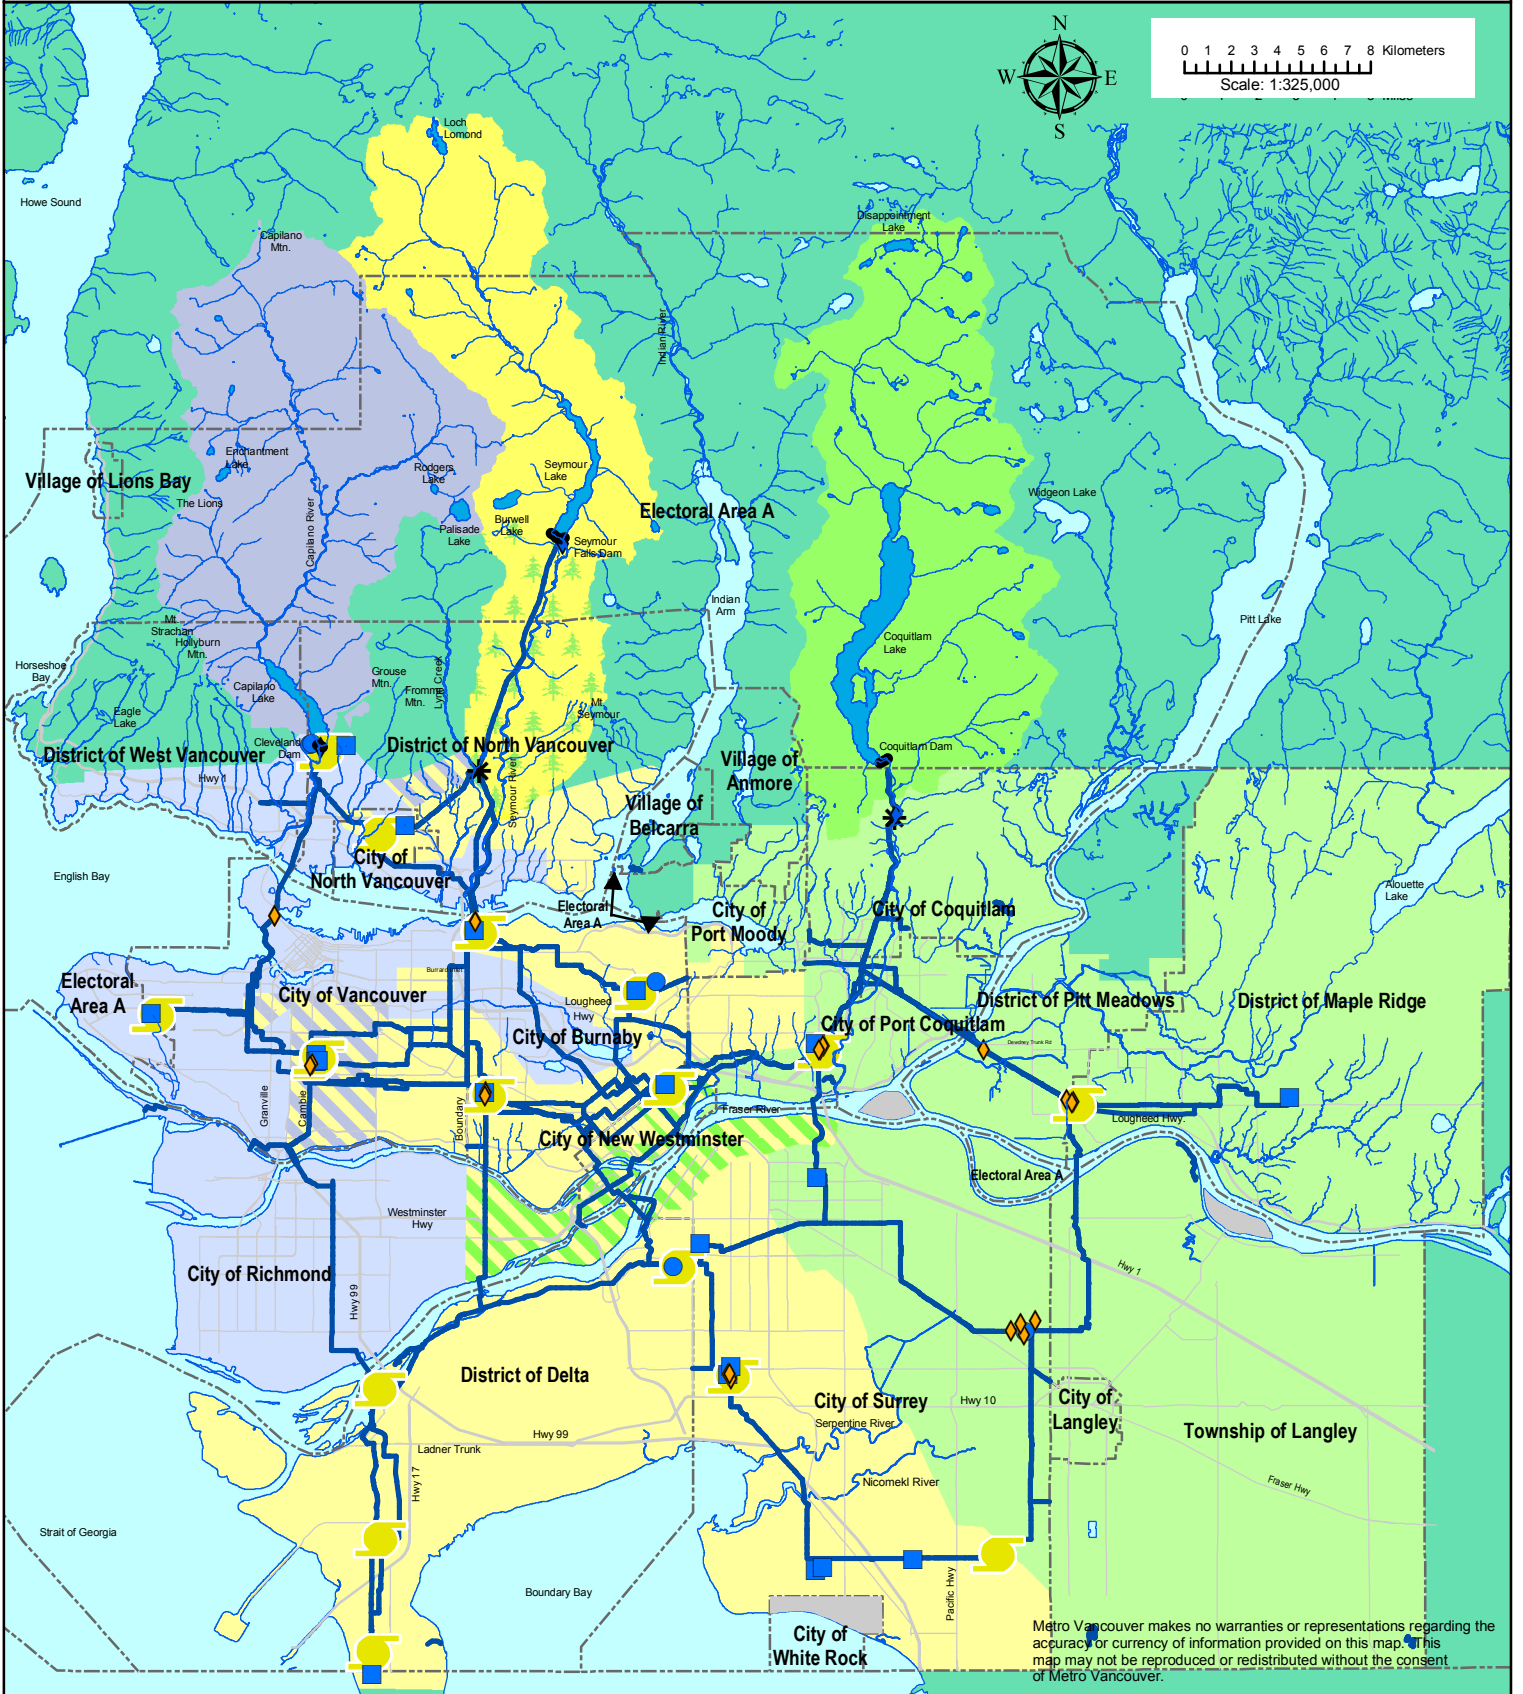 N
W E
S
0 1 2 3 4 5 6 7 8 Kilometers
Scale: 1:325,000
Loch
Lomond
Howe Sound
Capilano
Mtn.
Disappointment
Lake
Indian River
Enchantment
Lake
Rodgers
Lake
Seymour
Lake
Village of Lions Bay
The Lions
Capilano River
Palisade
Lake
Burwell
Lake
Electoral Area A
Widgeon Lake
Seymour
Falls Dam
Indian
Arm
Mt.
Strachan
Hollyburn
Mtn.
Coquitlam
Lake
Pitt Lake
Horseshoe
Bay
Grouse
Mtn.
Fromme
Mtn.
Lynn Creek
Capilano
Lake
Mt.
Seymour
Eagle
Lake
District of West Vancouver
Cleveland
Dam
District of North Vancouver
Coquitlam Dam
Hwy 1
Seymour River
Village of
Anmore
Village of
Belcarra
City of
North Vancouver
English Bay
Alouette
Lake
Electoral
Area A
City of
Port Moody
City of Coquitlam
Electoral
Area A
City of Vancouver
Lougheed
Hwy
City of Burnaby
District of Pitt Meadows
District of Maple Ridge
City of Port Coquitlam
Dewdney Trunk Rd
Granville
Cambie
Boundary
Fraser River
Lougheed Hwy.
City of New Westminster
Electoral Area A
Westminster
Hwy
City of Richmond
Hwy 99
Hwy 1
District of Delta
City of Surrey
Hwy 10
City of
Langley
Serpentine River
Township of Langley
Hwy 99
Ladner Trunk
Hwy 17
Nicomekl River
Fraser Hwy
Strait of Georgia
Boundary Bay
Pacific Hwy
City of
White Rock
Metro Vancouver makes no warranties or representations regarding the
accuracy or currency of information provided on this map. This
map may not be reproduced or redistributed without the consent
of Metro Vancouver.